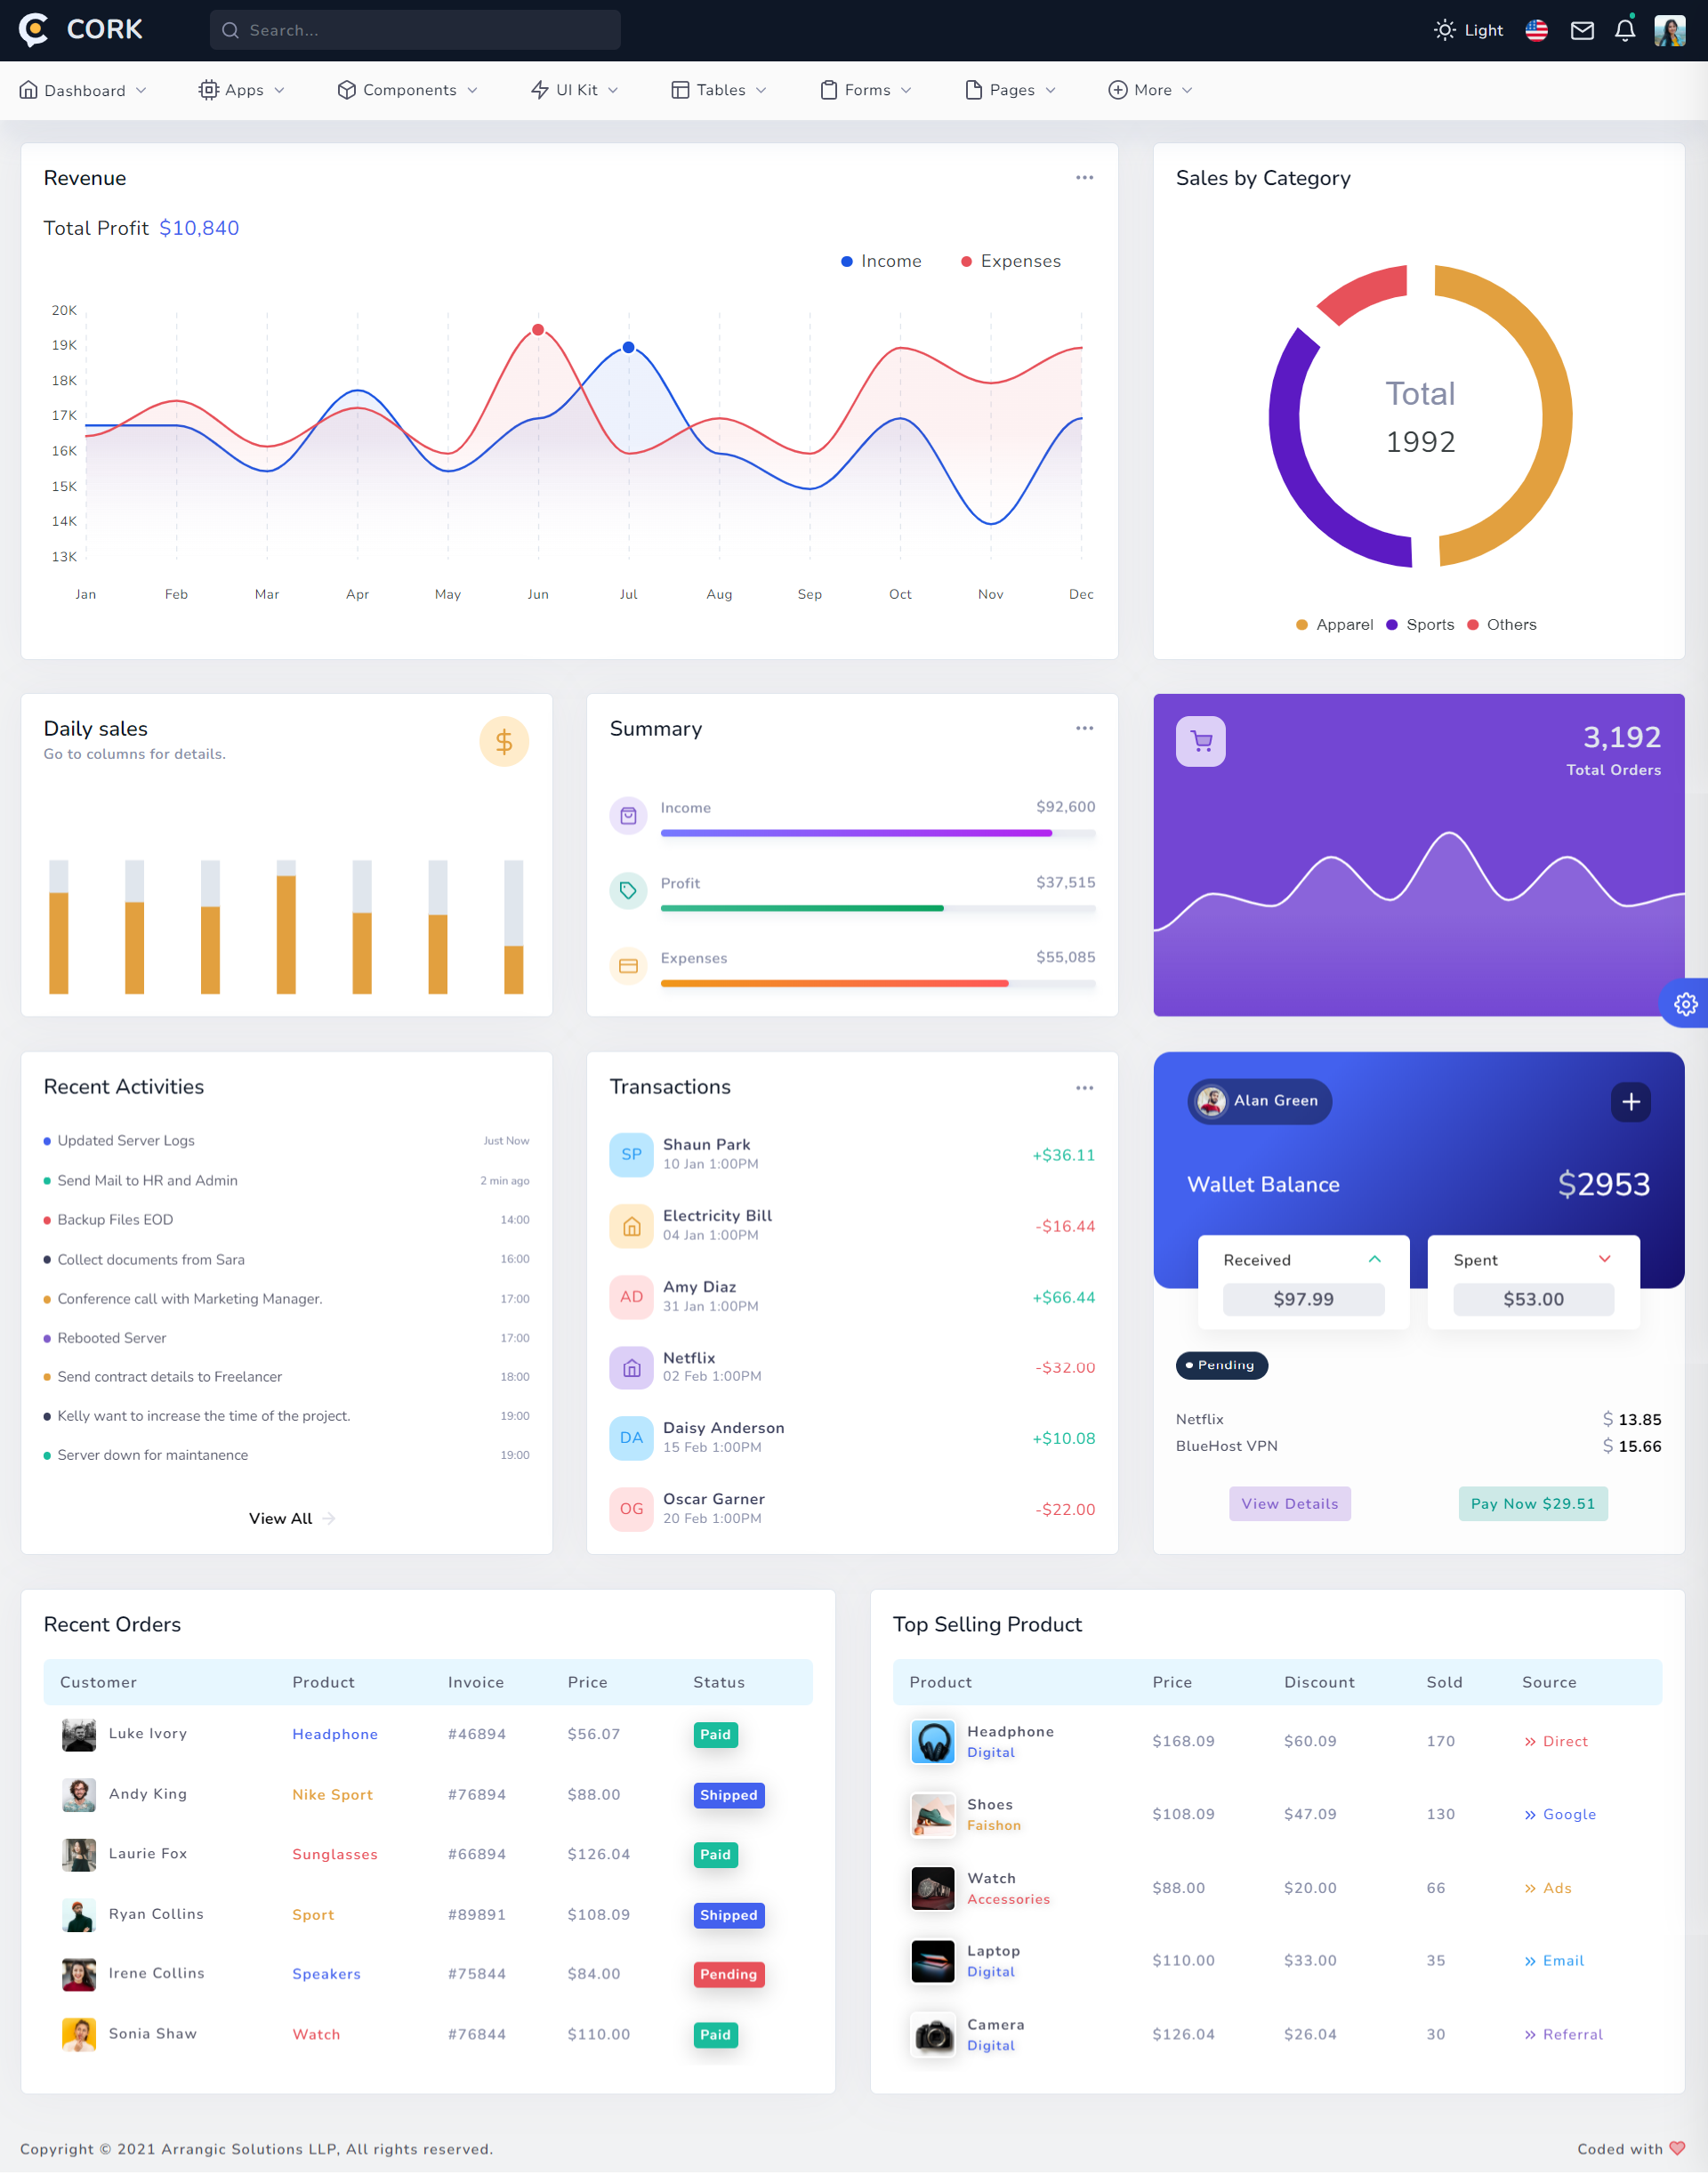 CORK
Search...
Light
Dashboard
Apps
Components
UI Kit
Tables
Forms
Pages
More
Revenue
Total Profit $10,840
Income
Expenses
20K
19K
18K
17K
16K
15K
14K
13K
Jan Feb Mar Apr May Jun Jul Aug Sep Oct Nov Dec
Sales by Category
Total
1992
Apparel Sports Others
Daily sales
Go to columns for details.
Summary
Income $92,600
Profit $37,515
Expenses $55,085
3,192
Total Orders
Recent Activities
Updated Server Logs Just Now
Send Mail to HR and Admin 2 min ago
Backup Files EOD 14:00
Collect documents from Sara 16:00
Conference call with Marketing Manager. 17:00
Rebooted Server 17:00
Send contract details to Freelancer 18:00
Kelly want to increase the time of the project. 19:00
Server down for maintanence 19:00
View All
Transactions
SP Shaun Park +$36.11
10 Jan 1:00PM
Electricity Bill -$16.44
04 Jan 1:00PM
AD Amy Diaz +$66.44
31 Jan 1:00PM
Netflix -$32.00
02 Feb 1:00PM
DA Daisy Anderson +$10.08
15 Feb 1:00PM
OG Oscar Garner -$22.00
20 Feb 1:00PM
Alan Green
Wallet Balance $2953
Received
$97.99
Spent
$53.00
Pending
Netflix $ 13.85
BlueHost VPN $ 15.66
View Details
Pay Now $29.51
Recent Orders
Customer Product Invoice Price Status
Luke Ivory Headphone #46894 $56.07 Paid
Andy King Nike Sport #76894 $88.00 Shipped
Laurie Fox Sunglasses #66894 $126.04 Paid
Ryan Collins Sport #89891 $108.09 Shipped
Irene Collins Speakers #75844 $84.00 Pending
Sonia Shaw Watch #76844 $110.00 Paid
Top Selling Product
Product Price Discount Sold Source
Headphone $168.09 $60.09 170 Direct
Digital
Shoes $108.09 $47.09 130 Google
Faishon
Watch $88.00 $20.00 66 Ads
Accessories
Laptop $110.00 $33.00 35 Email
Digital
Camera $126.04 $26.04 30 Referral
Digital
Copyright © 2021 Arrangic Solutions LLP, All rights reserved.
Coded with